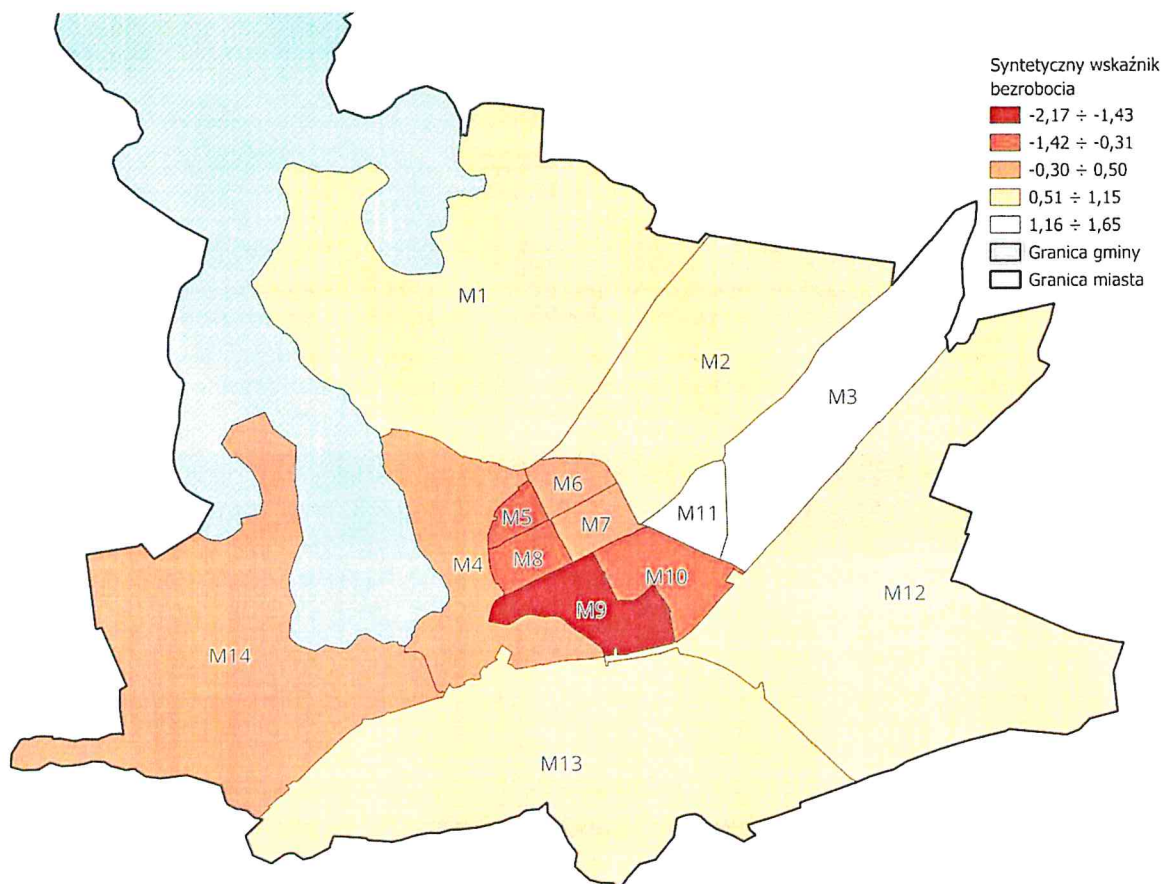 Syntetyczny wskaźnik
bezrobocia
-2,17 ÷ -1,43
-1,42 ÷ -0,31
-0,30 ÷ 0,50
0,51 ÷ 1,15
1,16 ÷ 1,65
Granica gminy
Granica miasta
M1
M2
M3
M6
M5
M7
M11
M4
M8
M10
M12
M9
M14
M13